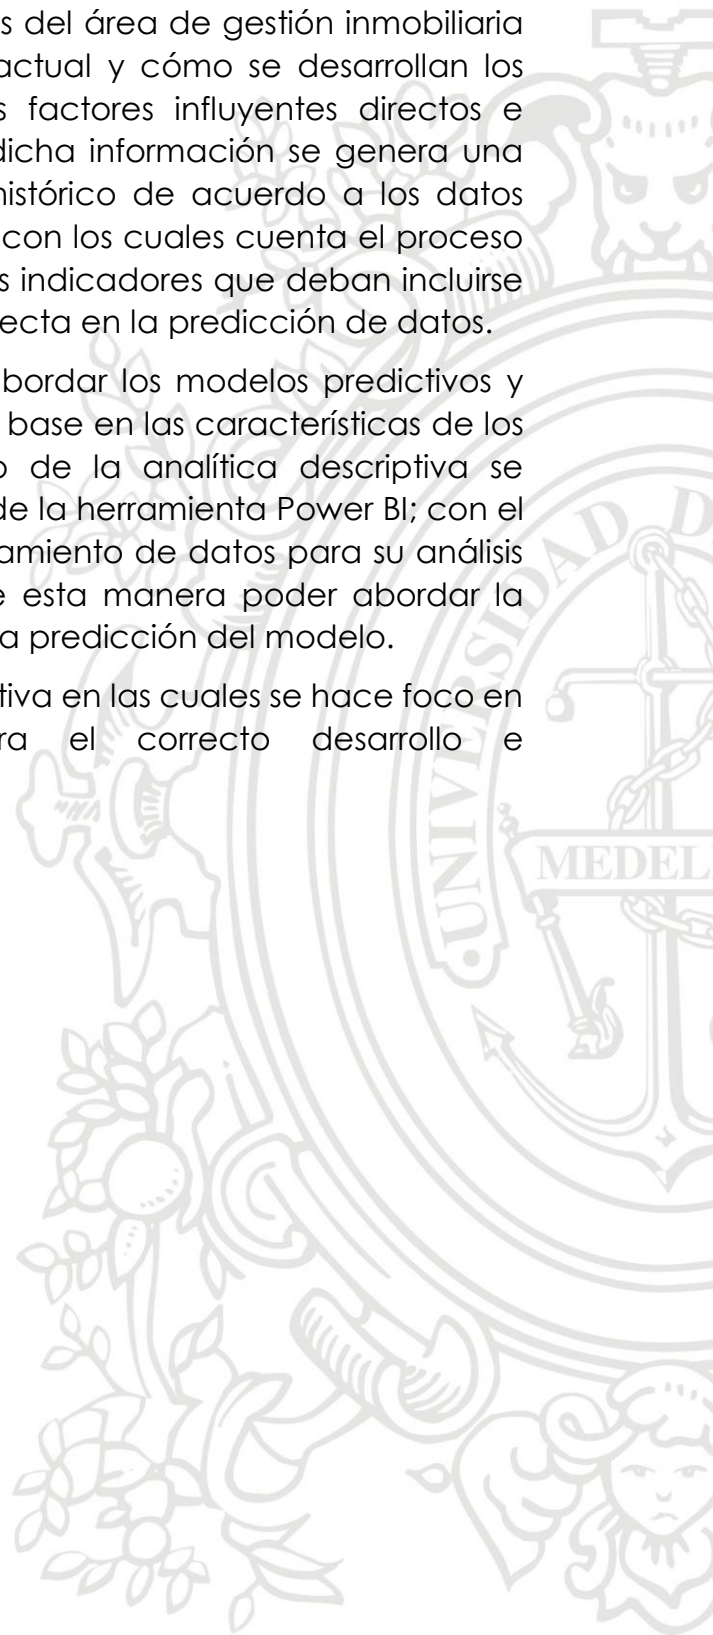 s del área de gestión inmobiliaria
actual y cómo se desarrollan los
s factores influyentes directos e
dicha información se genera una
histórico de acuerdo a los datos
con los cuales cuenta el proceso
s indicadores que deban incluirse
ecta en la predicción de datos.
bordar los modelos predictivos y
base en las características de los
o de la analítica descriptiva se
de la herramienta Power BI; con el
amiento de datos para su análisis
e esta manera poder abordar la
a predicción del modelo.
tiva en las cuales se hace foco en
ra el correcto desarrollo e
UNIVERSIDAD D
MEDEL